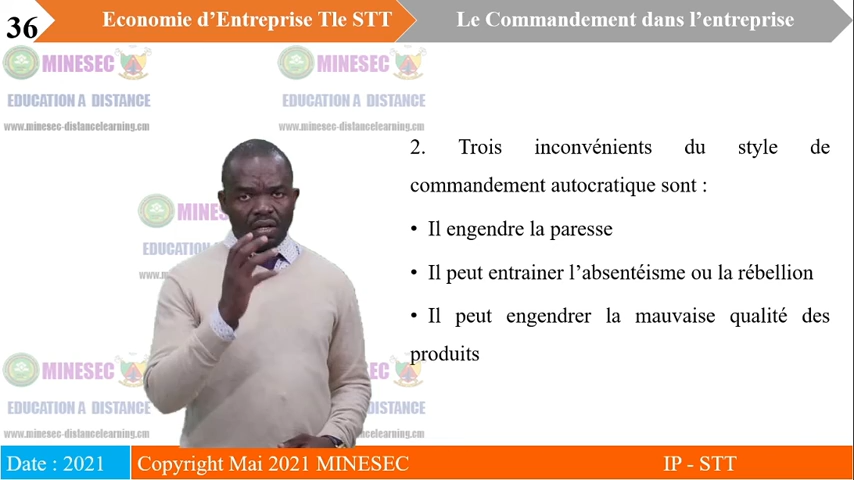 36
Economie d’Entreprise Tle STT
Le Commandement dans l’entreprise
MINESEC
EDUCATION A DISTANCE
www.minesec-distancelearning.cm
MINESEC
EDUCATION A DISTANCE
www.minesec-distancelearning.cm
2. Trois inconvénients du style de
commandement autocratique sont :
• Il engendre la paresse
• Il peut entrainer l’absentéisme ou la rébellion
• Il peut engendrer la mauvaise qualité des
produits
MINESEC
EDUCATION A DISTANCE
www.minesec-distancelearning.cm
Date : 2021
Copyright Mai 2021 MINESEC
IP - STT